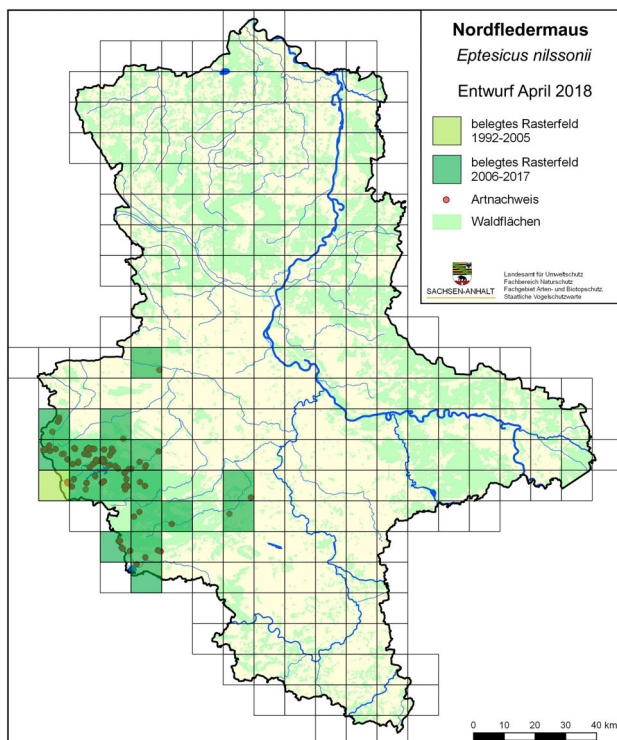 Nordfledermaus
Eptesicus nilssonii
Entwurf April 2018
belegtes Rasterfeld
1992-2005
belegtes Rasterfeld
2006-2017
Artnachweis
Waldflächen
SACHSEN-ANHALT
Landesamt für Umweltschutz
Fachbereich Naturschutz
Fachgebiet Arten- und Biotopschutz,
Staatliche Vogelschutzwarte
0 10 20 30 40 km